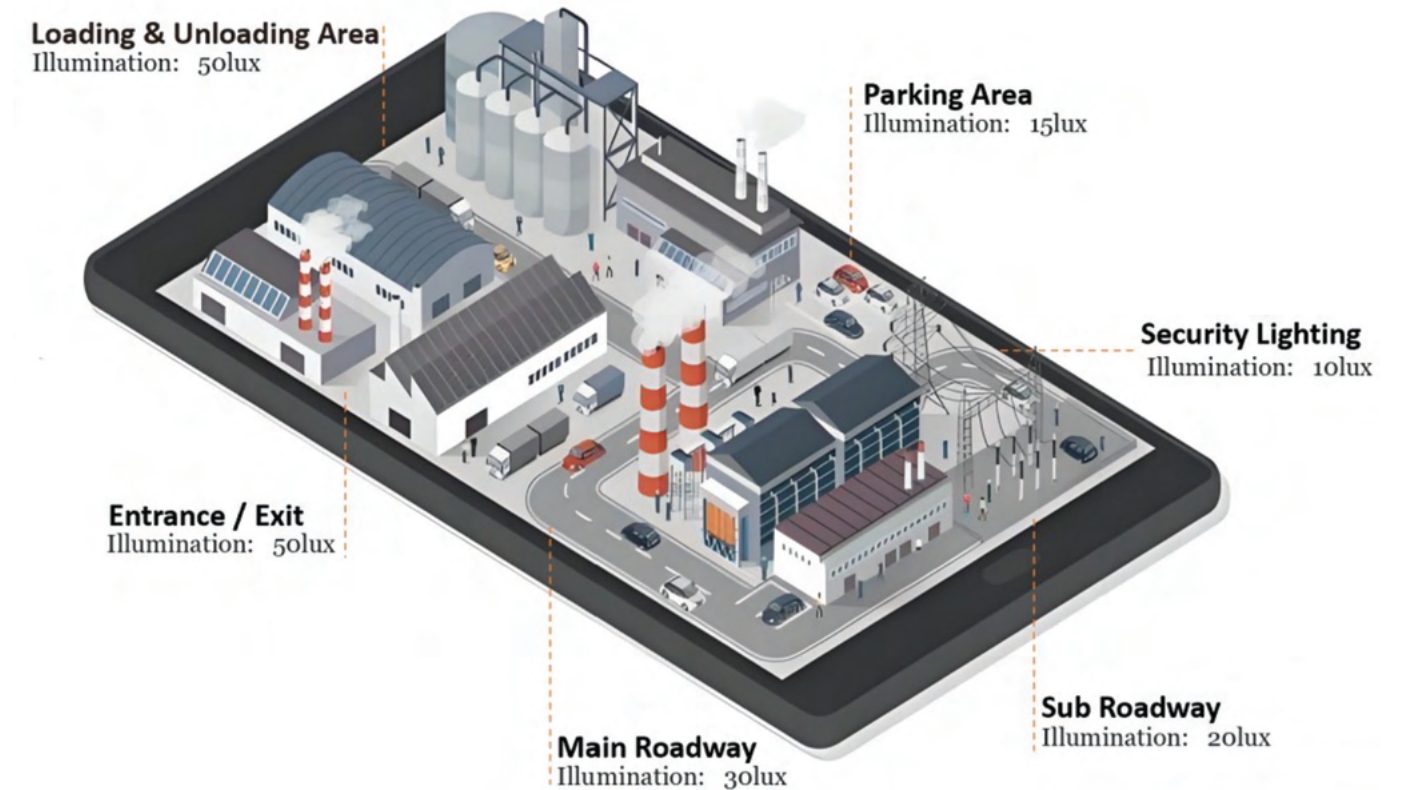 Loading & Unloading Area
Illumination: 50lux
Parking Area
Illumination: 15lux
Security Lighting
Illumination: 10lux
Entrance / Exit
Illumination: 50lux
Sub Roadway
Illumination: 20lux
Main Roadway
Illumination: 30lux